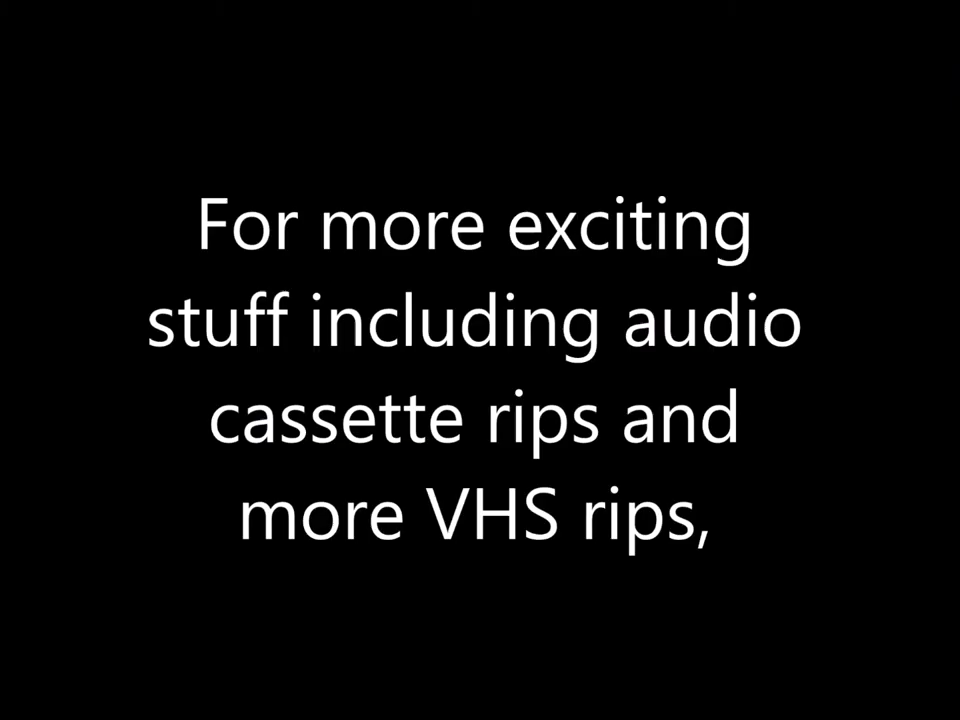 For more exciting
stuff including audio
cassette rips and
more VHS rips,